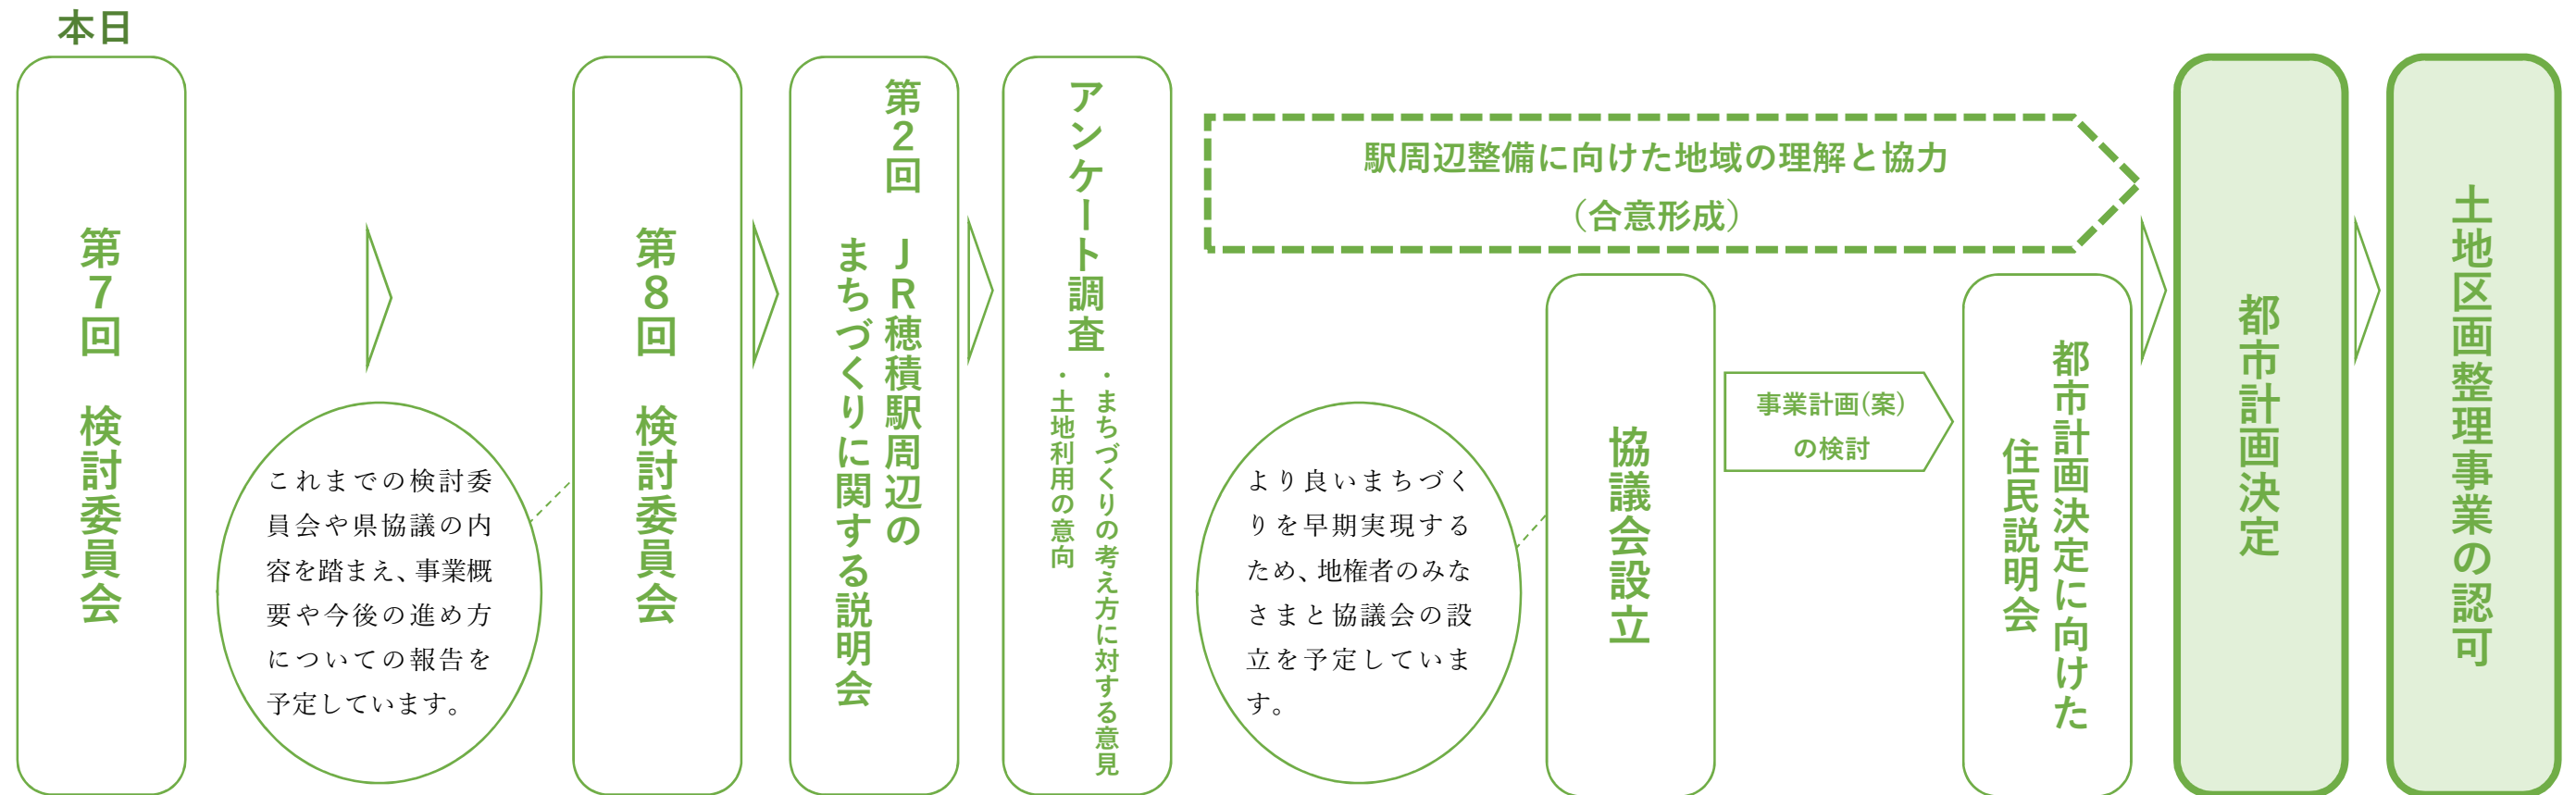 本日
第7回　検討委員会
これまでの検討委
員会や県協議の内
容を踏まえ、事業概
要や今後の進め方
についての報告を
予定しています。
第8回　検討委員会
第2回　JR穂積駅周辺の
まちづくりに関する説明会
アンケート調査
・まちづくりの考え方に対する意見
・土地利用の意向
駅周辺整備に向けた地域の理解と協力
（合意形成）
より良いまちづく
りを早期実現する
ため、地権者のみな
さまと協議会の設
立を予定していま
す。
協議会設立
事業計画(案)
の検討
都市計画決定に向けた
住民説明会
都市計画決定
土地区画整理事業の認可